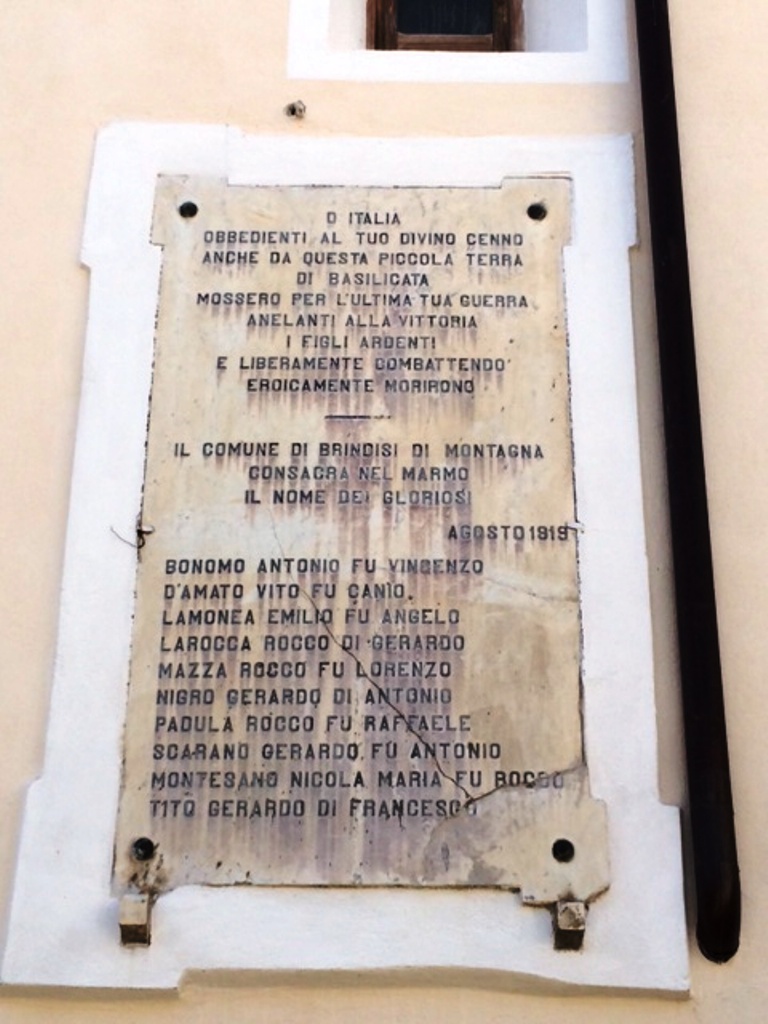 O ITALIA
OBBEDIENTI AL TUO DIVINO CENNO
ANCHE DA QUESTA PICCOLA TERRA
DI BASILICATA
MOSSERO PER L'ULTIMA TUA GUERRA
ANELANTI ALLA VITTORIA
I FIGLI ARDENTI
E LIBERAMENTE COMBATTENDO
EROICAMENTE MORIRONO
IL COMUNE DI BRINDISI DI MONTAGNA
CONSACRA NEL MARMO
IL NOME DEI GLORIOSI
AGOSTO 1919
BONOMO ANTONIO FU VINCENZO
D'AMATO VITO FU CANIO.
LAMONEA EMILIO FU ANGELO
LAROCCA ROCCO DI GERARDO
MAZZA ROCCO FU LORENZO
NIGRO GERARDO DI ANTONIO
PADULA ROCCO FU RAFFAELE
SCARANO GERARDO FU ANTONIO
MONTESANO NICOLA MARIA FU ROCCO
TITO GERARDO DI FRANCESCO